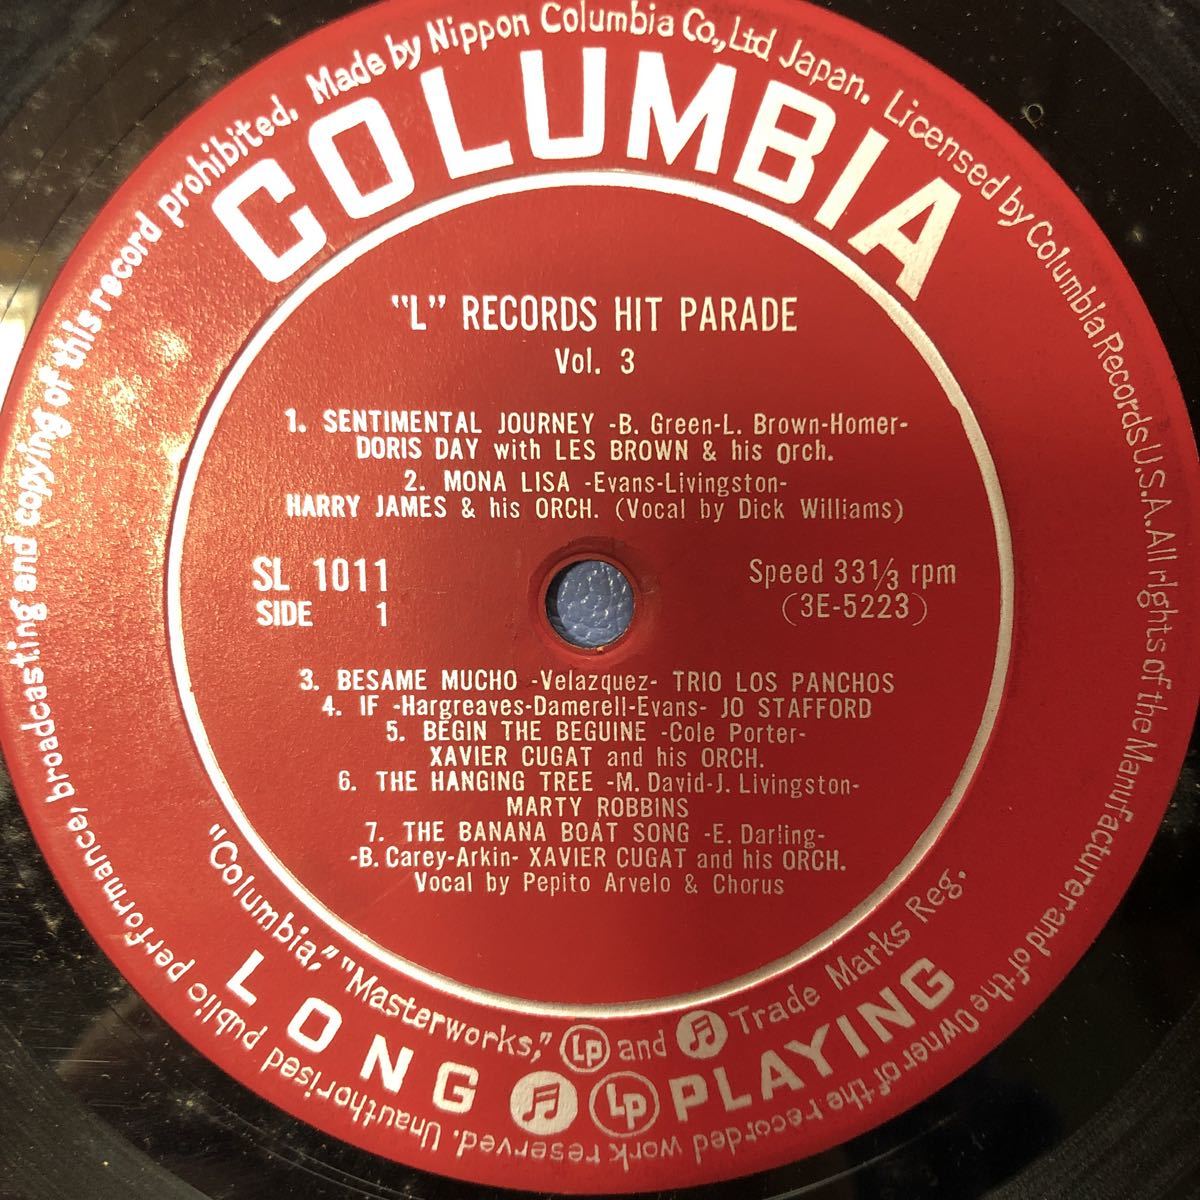 Made by Nippon Columbia Co., Ltd Japan. Licensed by Columbia Records U.S.A. All rights of the Manufacturer and of the Owner of the recorded work reserved. Unauthorised public performance, broadcasting and copying of this record prohibited.
COLUMBIA
"L" RECORDS HIT PARADE
Vol. 3
1. SENTIMENTAL JOURNEY -B. Green-L. Brown-Homer-
DORIS DAY with LES BROWN & his orch.
2. MONA LISA -Evans-Livingston-
HARRY JAMES & his ORCH. (Vocal by Dick Williams)
SL 1011
SIDE 1
Speed 33 1/3 rpm
(3E-5223)
3. BESAME MUCHO -Velazquez- TRIO LOS PANCHOS
4. IF -Hargreaves-Damerell-Evans- JO STAFFORD
5. BEGIN THE BEGUINE -Cole Porter-
XAVIER CUGAT and his ORCH.
6. THE HANGING TREE -M. David-J. Livingston-
MARTY ROBBINS
7. THE BANANA BOAT SONG -E. Darling-
-B. Carey-Arkin- XAVIER CUGAT and his ORCH.
Vocal by Pepito Arvelo & Chorus
"Columbia," "Masterworks," Lp and Trade Marks Reg.
LONG Lp PLAYING